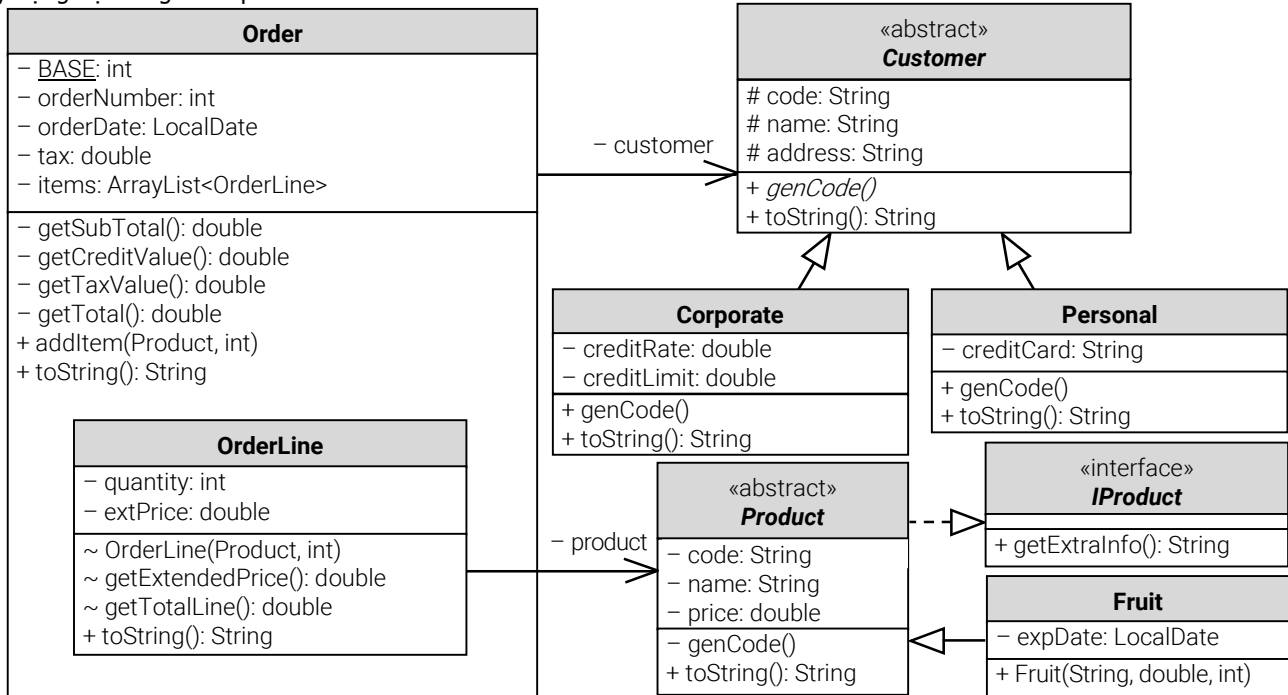 Order
– BASE: int
– orderNumber: int
– orderDate: LocalDate
– tax: double
– items: ArrayList<OrderLine>
– getSubTotal(): double
– getCreditValue(): double
– getTaxValue(): double
– getTotal(): double
+ addItem(Product, int)
+ toString(): String
– customer
«abstract»
Customer
# code: String
# name: String
# address: String
+ genCode()
+ toString(): String
Corporate
– creditRate: double
– creditLimit: double
+ genCode()
+ toString(): String
Personal
– creditCard: String
+ genCode()
+ toString(): String
OrderLine
– quantity: int
– extPrice: double
~ OrderLine(Product, int)
~ getExtendedPrice(): double
~ getTotalLine(): double
+ toString(): String
– product
«abstract»
Product
– code: String
– name: String
– price: double
– genCode()
+ toString(): String
«interface»
IProduct
+ getExtraInfo(): String
Fruit
– expDate: LocalDate
+ Fruit(String, double, int)